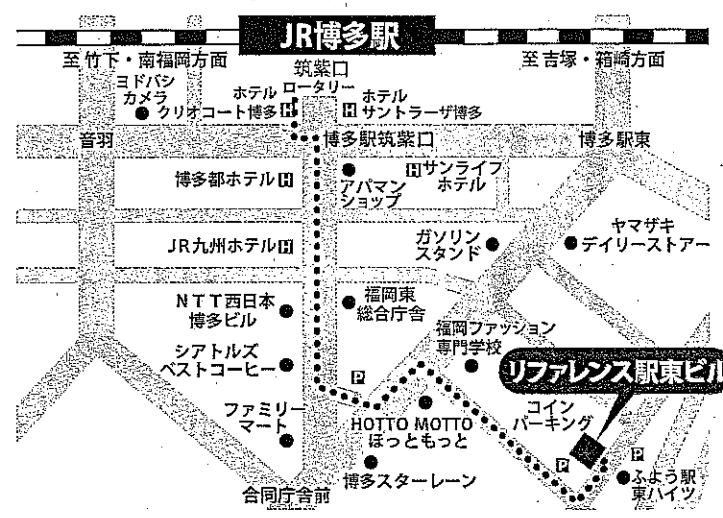 JR博多駅
至 竹下・南福岡方面
筑紫口
至 吉塚・箱崎方面
ヨドバシ
カメラ
ホテル
クリオコート博多 H
ロータリー
H ホテル
サントラーザ博多
音羽
博多駅筑紫口
博多駅東
博多都ホテル H
アパマン
ショップ
H サンライフ
ホテル
JR九州ホテル H
ガソリン
スタンド
ヤマザキ
デイリーストアー
NTT西日本
博多ビル
福岡東
総合庁舎
福岡ファッション
専門学校
シアトルズ
ベストコーヒー
P
リファレンス駅東ビル
ファミリー
マート
HOTTO MOTTO
ほっともっと
コイン
パーキング
P
P
合同庁舎前
博多スターレーン
ふよう駅
東ハイツ